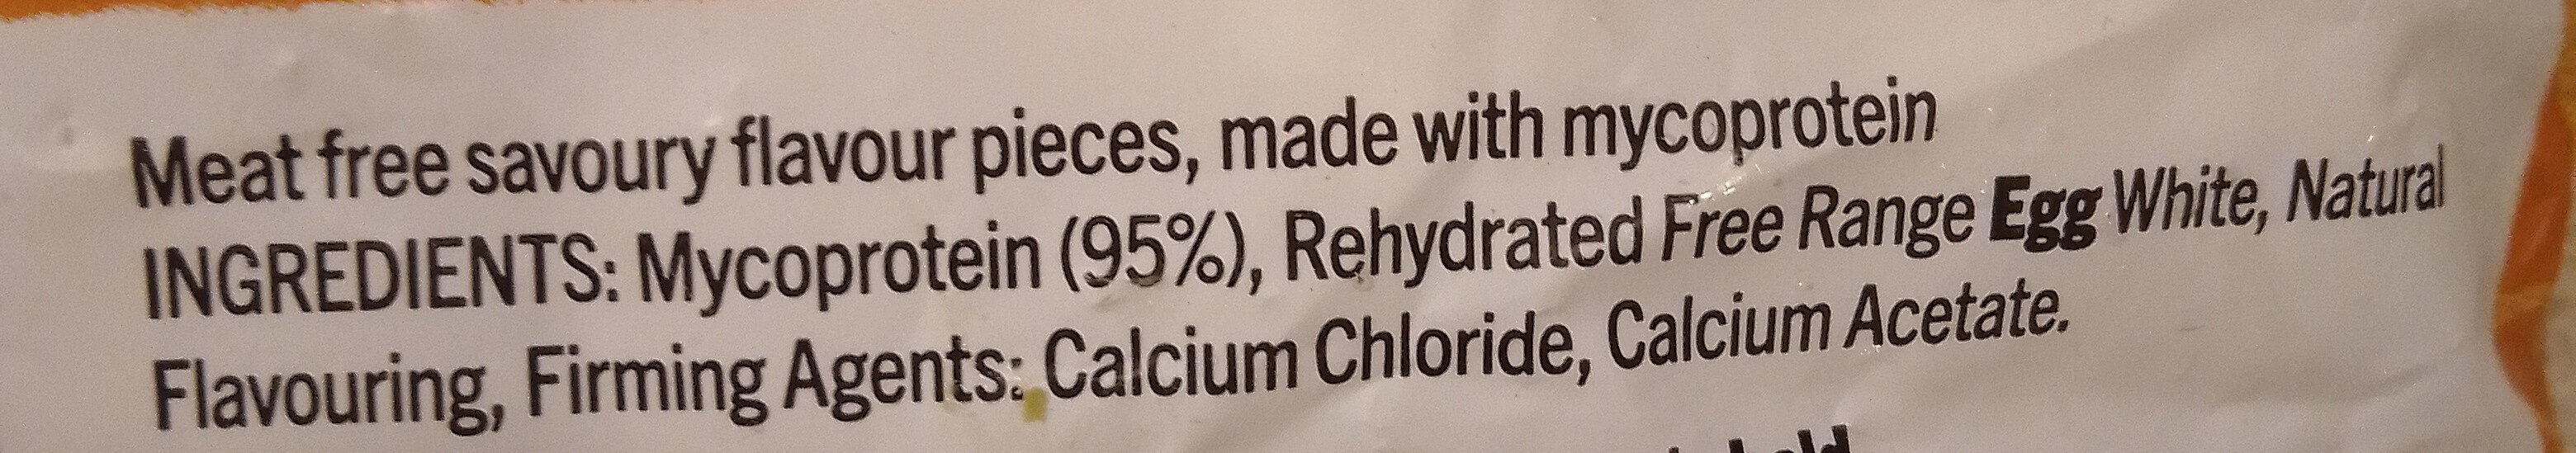 Meat free savoury flavour pieces, made with mycoprotein
INGREDIENTS: Mycoprotein (95%), Rehydrated Free Range Egg White, Natural
Flavouring, Firming Agents: Calcium Chloride, Calcium Acetate.